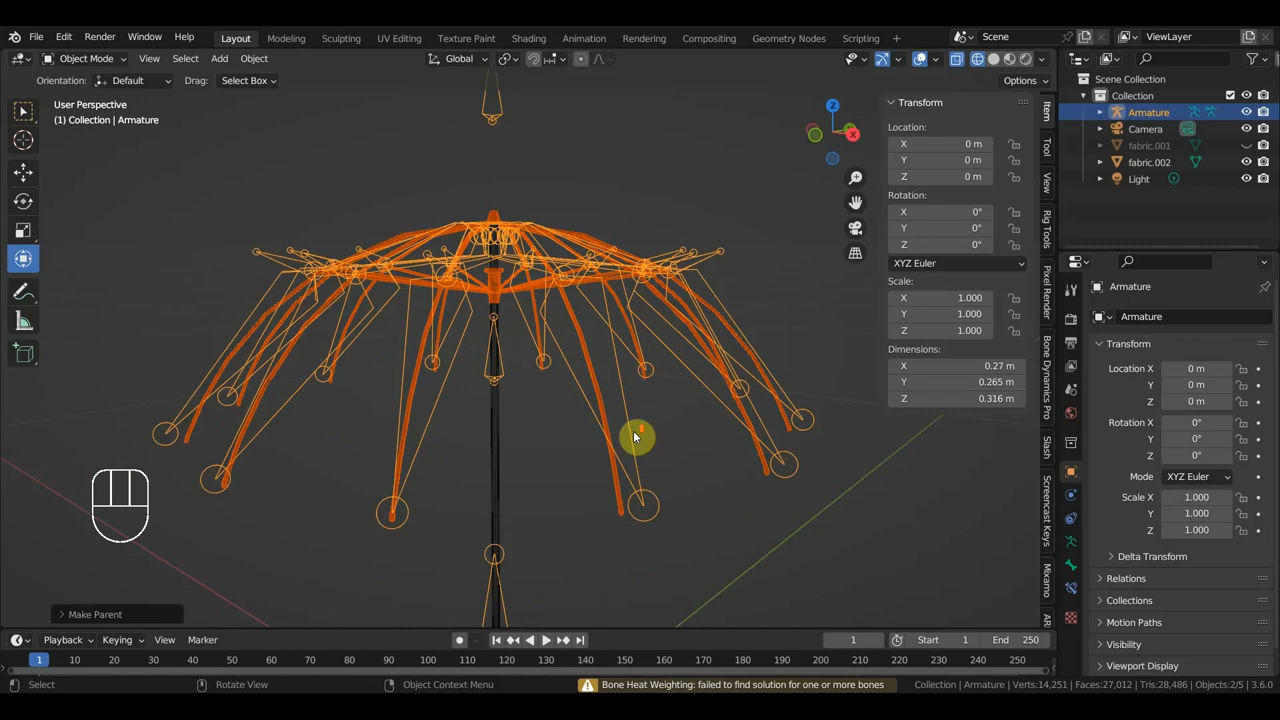 File Edit Render Window Help Layout Modeling Sculpting UV Editing Texture Paint Shading Animation Rendering Compositing Geometry Nodes Scripting + Scene ViewLayer
Object Mode View Select Add Object Global Options
Orientation: Default Drag: Select Box
User Perspective
(1) Collection | Armature
Transform
Location:
X 0 m
Y 0 m
Z 0 m
Rotation:
X 0°
Y 0°
Z 0°
XYZ Euler
Scale:
X 1.000
Y 1.000
Z 1.000
Dimensions:
X 0.27 m
Y 0.265 m
Z 0.316 m
Item
Tool
View
Rig Tools
Pixel Render
Bone Dynamics Pro
Slash
Screencast Keys
Mixamo
AR
Z
X
Scene Collection
Collection
Armature
Camera
fabric.001
fabric.002
Light
Armature
Armature
Transform
Location X 0 m
Y 0 m
Z 0 m
Rotation X 0°
Y 0°
Z 0°
Mode XYZ Euler
Scale X 1.000
Y 1.000
Z 1.000
Delta Transform
Relations
Collections
Motion Paths
Visibility
Viewport Display
Make Parent
Playback Keying View Marker 1 Start 1 End 250
1 10 20 30 40 50 60 70 80 90 100 110 120 130 140 150 160 170 180 190 200 210 220 230 240 250
Select Rotate View Object Context Menu Bone Heat Weighting: failed to find solution for one or more bones Collection | Armature | Verts:14,251 | Faces:27,012 | Tris:28,486 | Objects:2/5 | 3.6.0